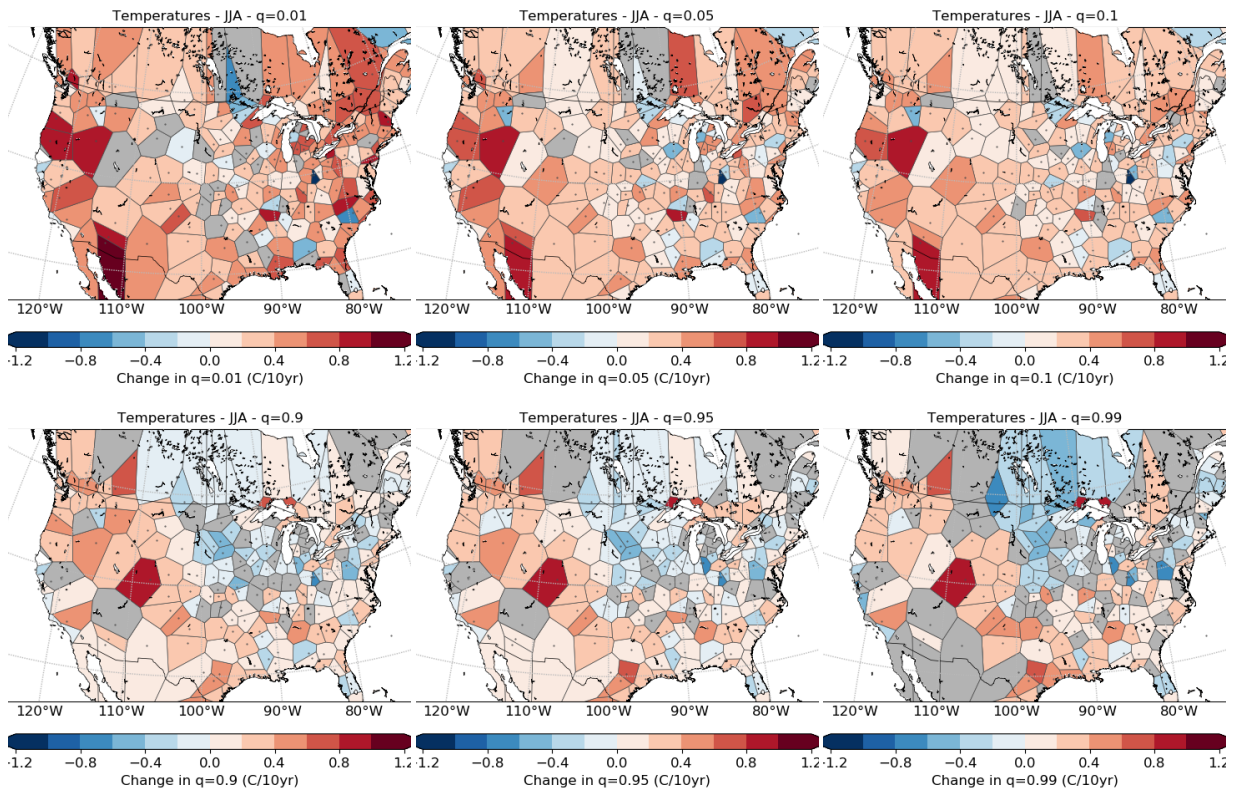 Temperatures - JJA - q=0.01 Temperatures - JJA - q=0.05 Temperatures - JJA - q=0.1
120°W 110°W 100°W 90°W 80°W 120°W 110°W 100°W 90°W 80°W 120°W 110°W 100°W 90°W 80°W
-1.2 −0.8 −0.4 0.0 0.4 0.8 1.2 -1.2 −0.8 −0.4 0.0 0.4 0.8 1.2 -1.2 −0.8 −0.4 0.0 0.4 0.8 1.2
Change in q=0.01 (C/10yr) Change in q=0.05 (C/10yr) Change in q=0.1 (C/10yr)
Temperatures - JJA - q=0.9 Temperatures - JJA - q=0.95 Temperatures - JJA - q=0.99
120°W 110°W 100°W 90°W 80°W 120°W 110°W 100°W 90°W 80°W 120°W 110°W 100°W 90°W 80°W
-1.2 −0.8 −0.4 0.0 0.4 0.8 1.2 -1.2 −0.8 −0.4 0.0 0.4 0.8 1.2 -1.2 −0.8 −0.4 0.0 0.4 0.8 1.2
Change in q=0.9 (C/10yr) Change in q=0.95 (C/10yr) Change in q=0.99 (C/10yr)